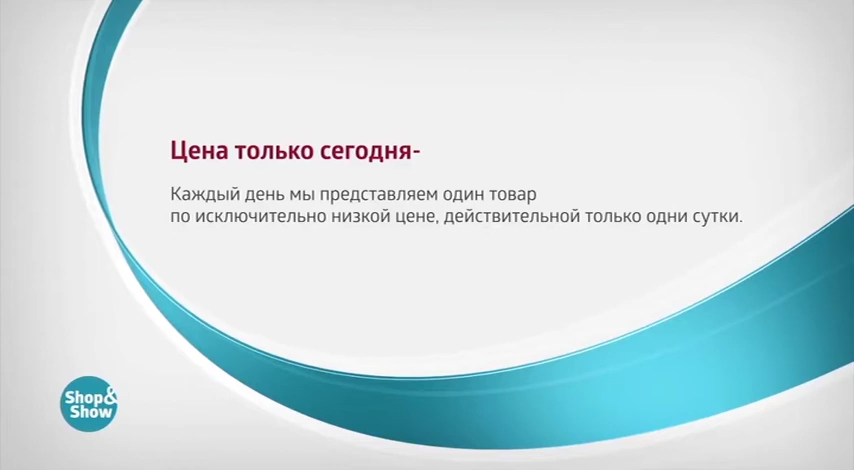 Цена только сегодня-
Каждый день мы представляем один товар
по исключительно низкой цене, действительной только одни сутки.
Shop&
Show